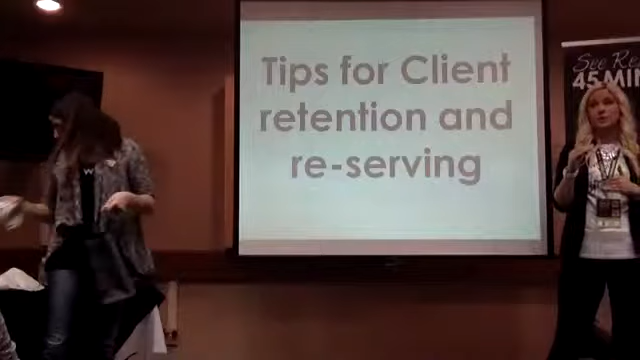 Tips for Client
retention and
re-serving
See Re
45 MIN
W